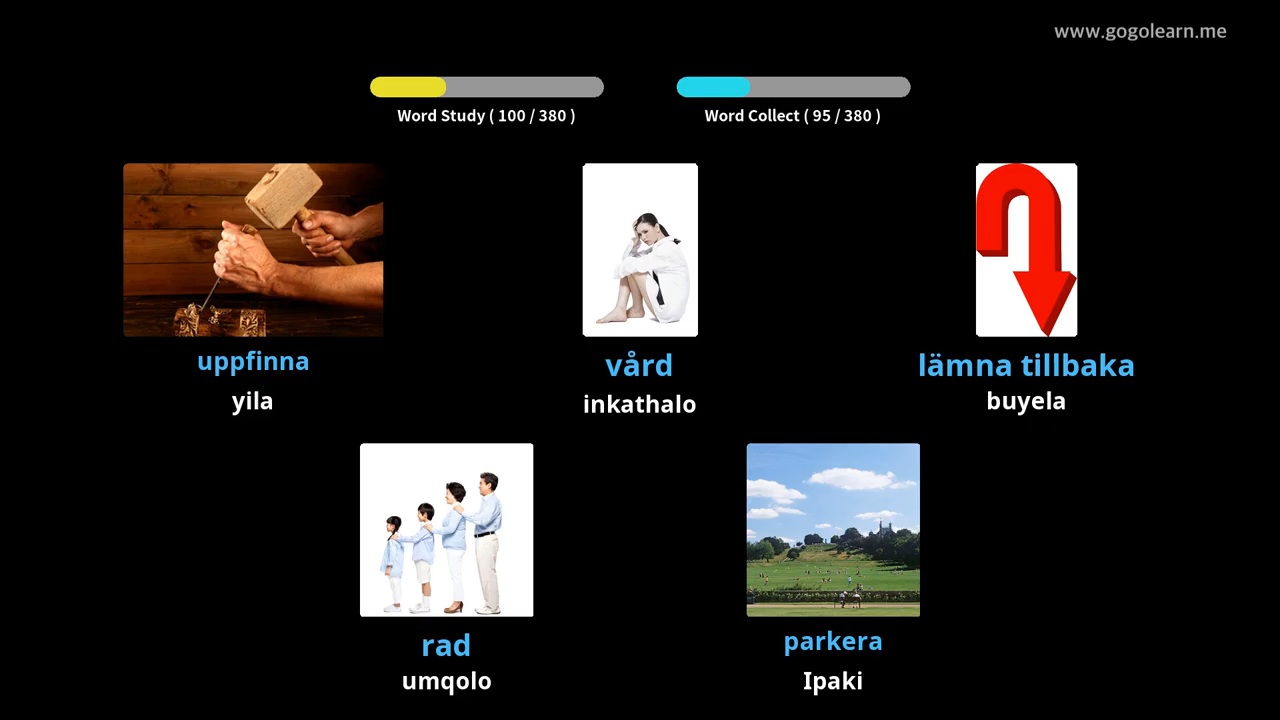 www.gogolearn.me
Word Study ( 100 / 380 )
Word Collect ( 95 / 380 )
uppfinna
yila
vård
inkathalo
lämna tillbaka
buyela
rad
umqolo
parkera
Ipaki